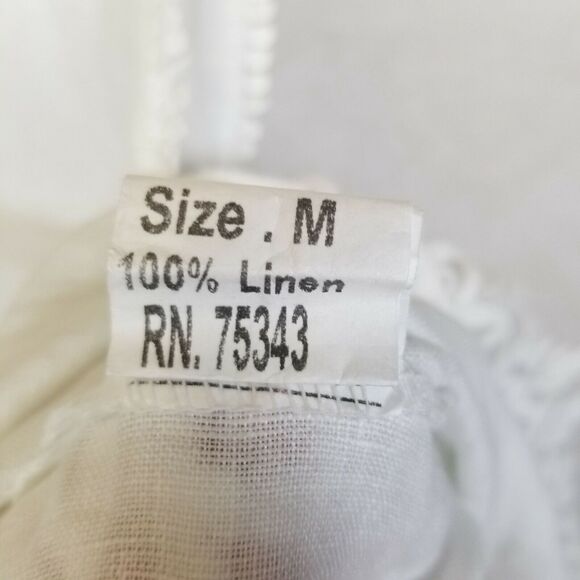 Size . M
100% Linen
RN. 75343